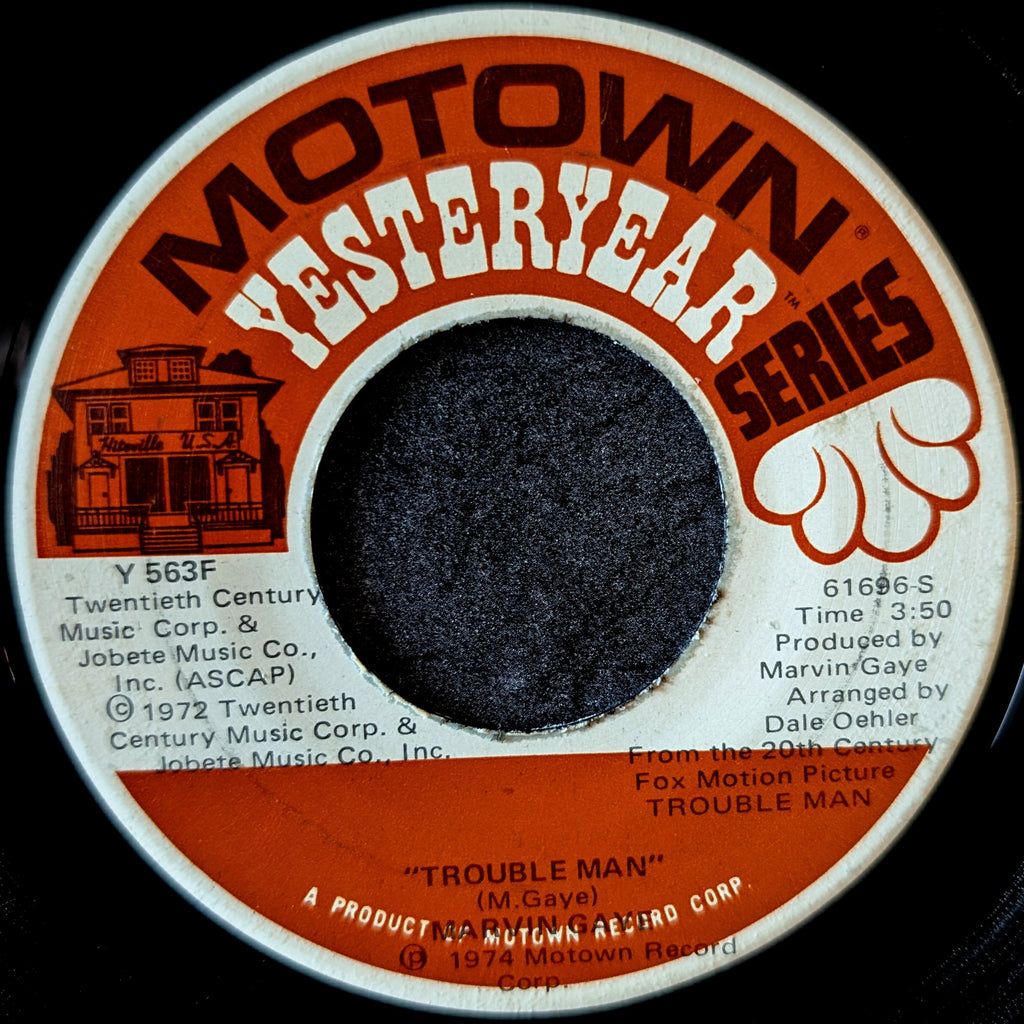 MOTOWN®
YESTERYEAR™
SERIES
Hitsville U.S.A
Y 563F
Twentieth Century
Music Corp. &
Jobete Music Co.,
Inc. (ASCAP)
© 1972 Twentieth
Century Music Corp. &
Jobete Music Co., Inc.
61696-S
Time 3:50
Produced by
Marvin Gaye
Arranged by
Dale Oehler
From the 20th Century
Fox Motion Picture
TROUBLE MAN
"TROUBLE MAN"
(M.Gaye)
MARVIN GAYE
℗ 1974 Motown Record
Corp.
A PRODUCT OF MOTOWN RECORD CORP.